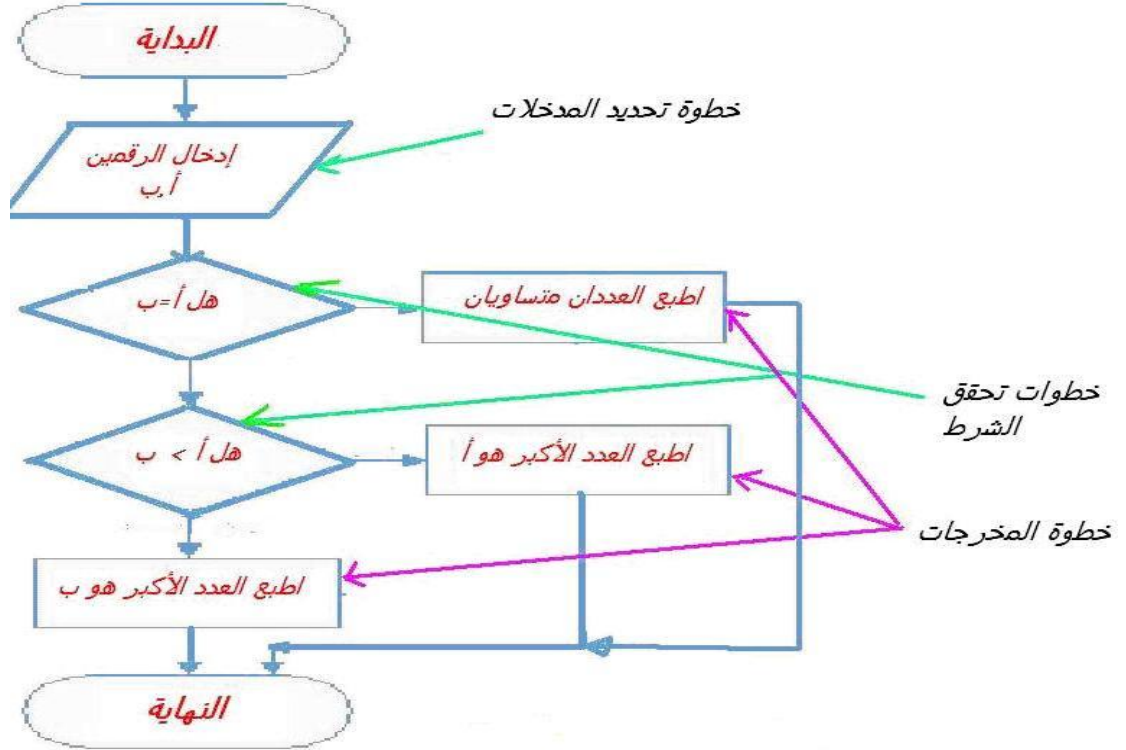 البداية
خطوة تحديد المدخلات
إدخال الرقمين
أ,ب
هل أ=ب
اطبع العددان متساويان
خطوات تحقق
الشرط
هل أ > ب
اطبع العدد الأكبر هو أ
خطوة المخرجات
اطبع العدد الأكبر هو ب
النهاية